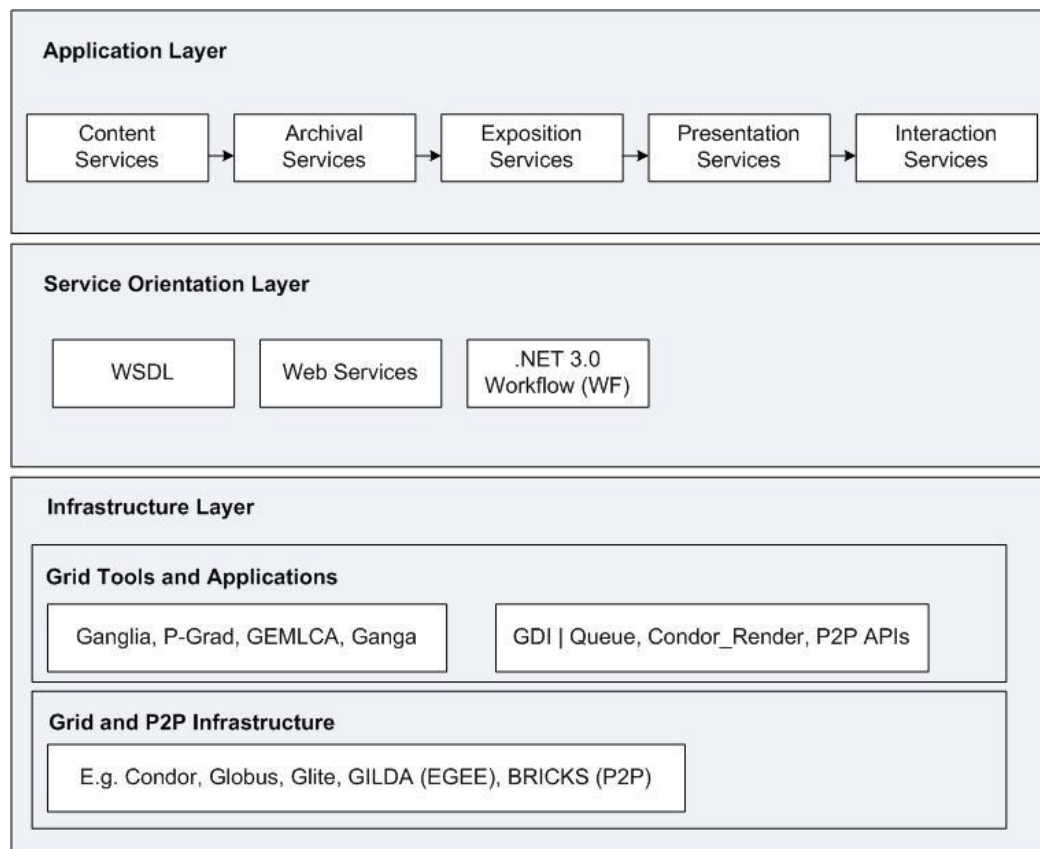 Application Layer
Content
Services
Archival
Services
Exposition
Services
Presentation
Services
Interaction
Services
Service Orientation Layer
WSDL
Web Services
.NET 3.0
Workflow (WF)
Infrastructure Layer
Grid Tools and Applications
Ganglia, P-Grad, GEMLCA, Ganga
GDI | Queue, Condor_Render, P2P APIs
Grid and P2P Infrastructure
E.g. Condor, Globus, Glite, GILDA (EGEE), BRICKS (P2P)